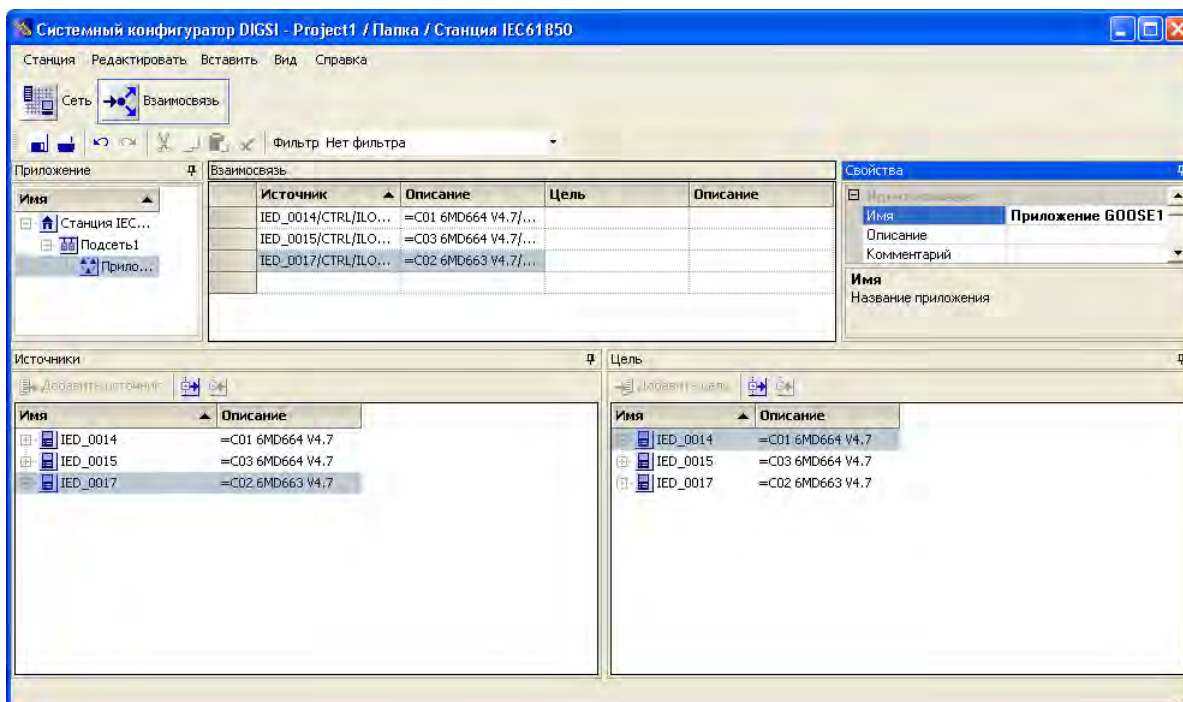 Системный конфигуратор DIGSI - Project1 / Папка / Станция IEC61850
Станция Редактировать Вставить Вид Справка
Сеть Взаимосвязь
Фильтр Нет фильтра
Приложение
Имя
Станция IEC...
Подсеть1
Прило...
Взаимосвязь
Источник Описание Цель Описание
IED_0014/CTRL/ILO... =C01 6MD664 V4.7/...
IED_0015/CTRL/ILO... =C03 6MD664 V4.7/...
IED_0017/CTRL/ILO... =C02 6MD663 V4.7/...
Свойства
Имя Приложение GOOSE1
Описание
Комментарий
Имя
Название приложения
Источники
Добавить источник
Имя Описание
IED_0014 =C01 6MD664 V4.7
IED_0015 =C03 6MD664 V4.7
IED_0017 =C02 6MD663 V4.7
Цель
Добавить цель
Имя Описание
IED_0014 =C01 6MD664 V4.7
IED_0015 =C03 6MD664 V4.7
IED_0017 =C02 6MD663 V4.7